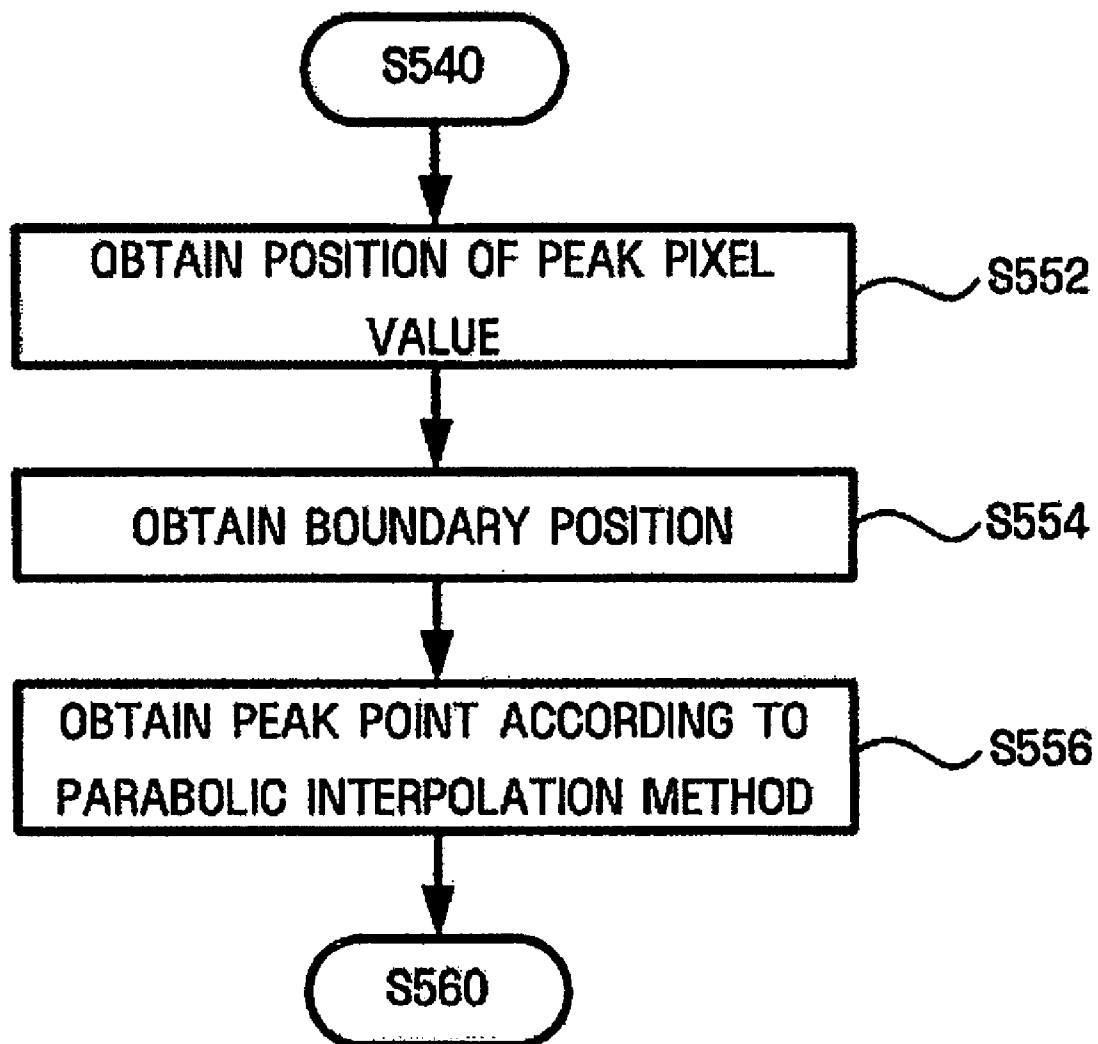 S540
OBTAIN POSITION OF PEAK PIXEL
VALUE
S552
OBTAIN BOUNDARY POSITION
S554
OBTAIN PEAK POINT ACCORDING TO
PARABOLIC INTERPOLATION METHOD
S556
S560